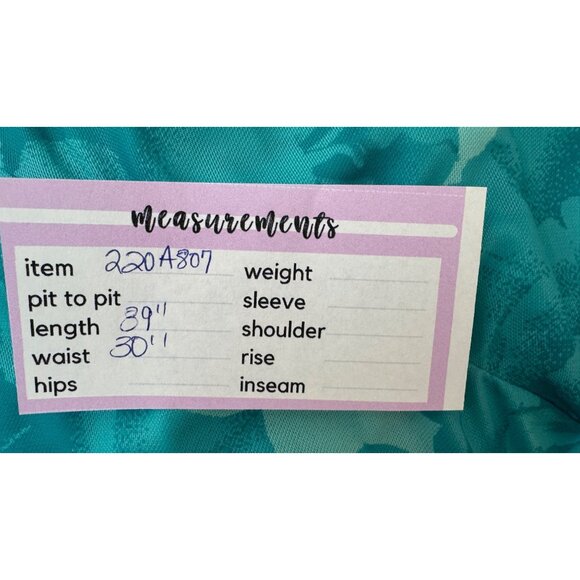 measurements
item 220A807 weight
pit to pit sleeve
length 39" shoulder
waist 30" rise
hips inseam